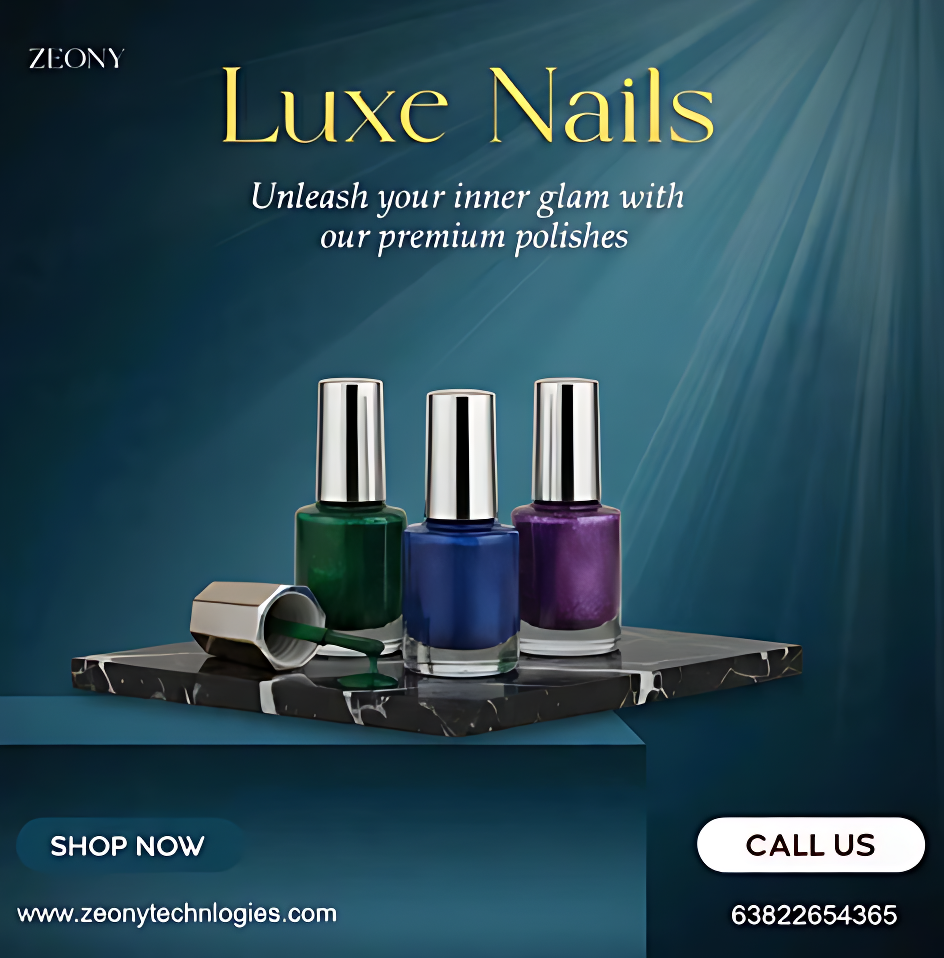 ZEONY
Luxe Nails
Unleash your inner glam with
our premium polishes
SHOP NOW
CALL US
www.zeonytechnlogies.com
63822654365